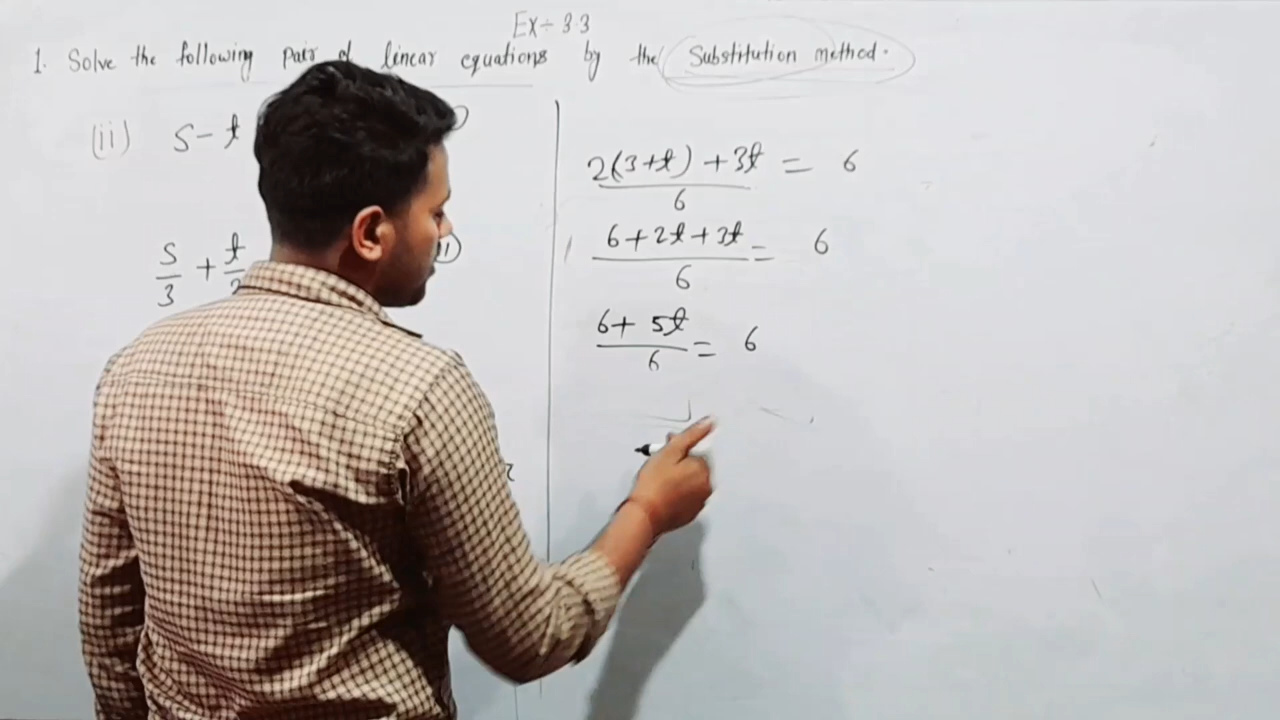 Ex÷ 3.3
1. Solve the following pair of linear equations by the Substitution method.
(ii) s - t
s/3 + t/2
2(3+t) + 3t / 6 = 6
6 + 2t + 3t / 6 = 6
6 + 5t / 6 = 6